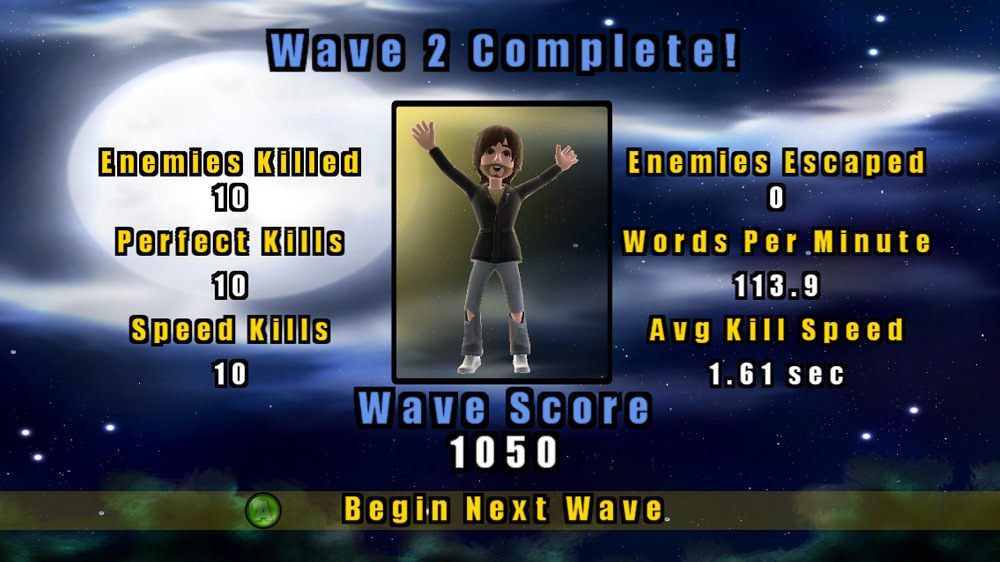 Wave 2 Complete!
Enemies Killed
10
Perfect Kills
10
Speed Kills
10
Enemies Escaped
0
Words Per Minute
113.9
Avg Kill Speed
1.61 sec
Wave Score
1050
A Begin Next Wave